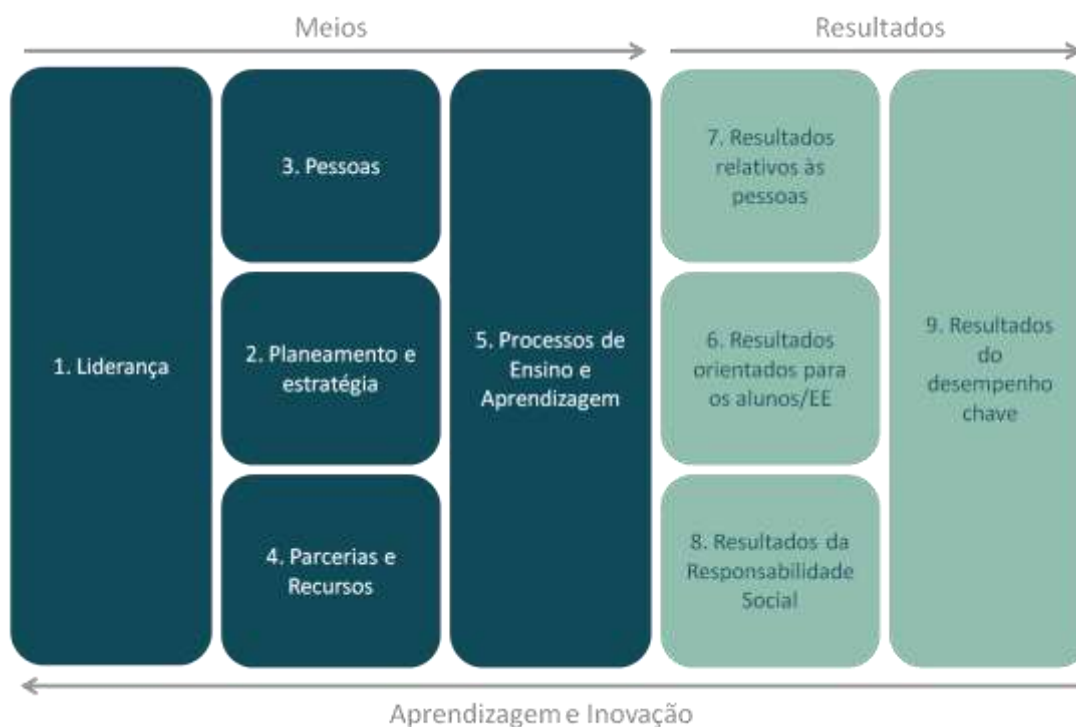 Meios
Resultados
1. Liderança
3. Pessoas
2. Planeamento e
estratégia
4. Parcerias e
Recursos
5. Processos de
Ensino e
Aprendizagem
7. Resultados
relativos às
pessoas
6. Resultados
orientados para
os alunos/EE
8. Resultados da
Responsabilidade
Social
9. Resultados
do
desempenho
chave
Aprendizagem e Inovação